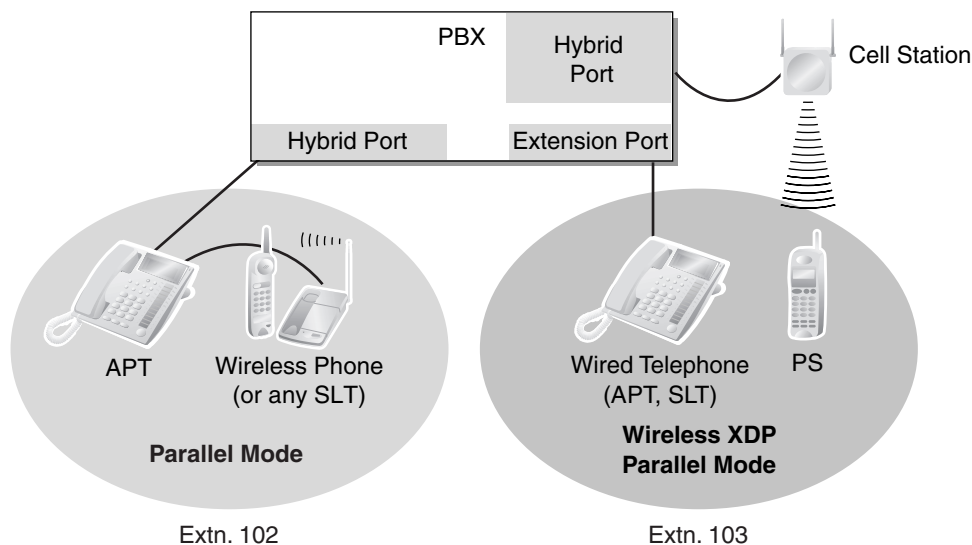 PBX
Hybrid
Port
Cell Station
Hybrid Port
Extension Port
APT
Wireless Phone
(or any SLT)
Parallel Mode
Extn. 102
Wired Telephone
(APT, SLT)
PS
Wireless XDP
Parallel Mode
Extn. 103